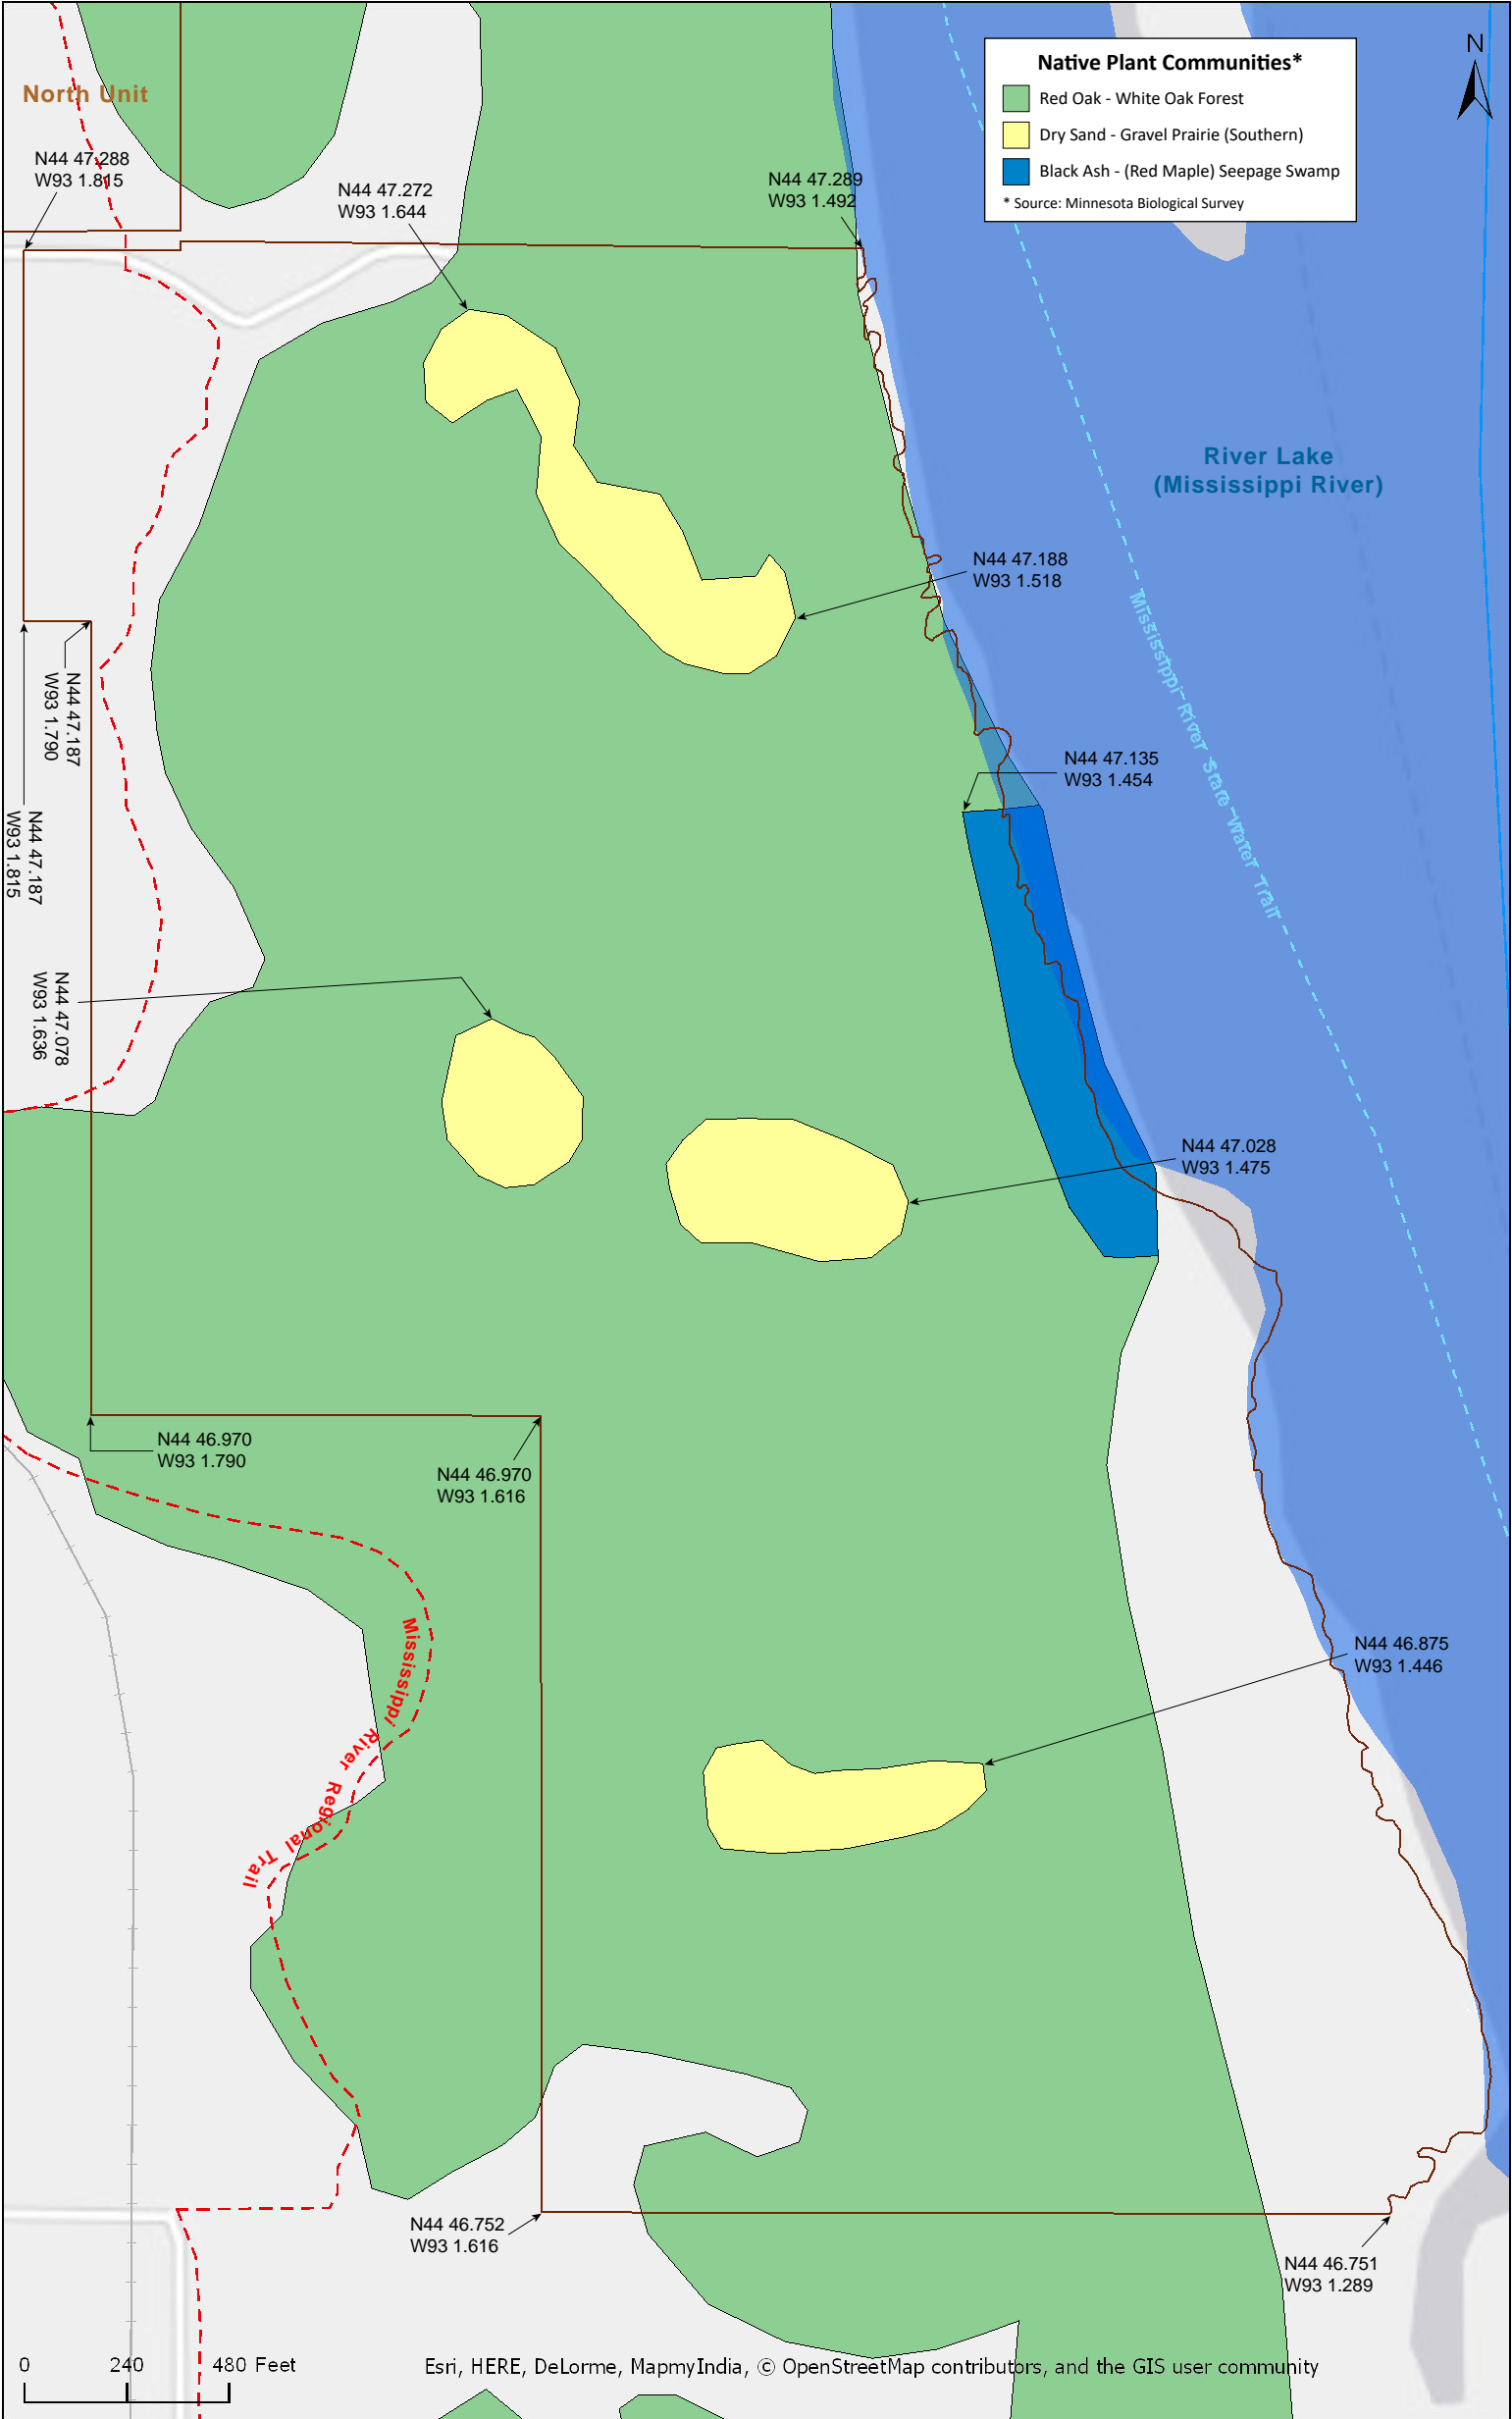 N
Native Plant Communities*
Red Oak - White Oak Forest
Dry Sand - Gravel Prairie (Southern)
Black Ash - (Red Maple) Seepage Swamp
* Source: Minnesota Biological Survey
North Unit
N44 47.288
W93 1.815
N44 47.272
W93 1.644
N44 47.289
W93 1.492
River Lake
(Mississippi River)
N44 47.188
W93 1.518
Mississippi River State Water Trail
N44 47.187
W93 1.790
N44 47.135
W93 1.454
N44 47.187
W93 1.815
N44 47.078
W93 1.636
N44 47.028
W93 1.475
N44 46.970
W93 1.790
N44 46.970
W93 1.616
Mississippi River Regional Trail
N44 46.875
W93 1.446
N44 46.752
W93 1.616
N44 46.751
W93 1.289
0 240 480 Feet
Esri, HERE, DeLorme, MapmyIndia, © OpenStreetMap contributors, and the GIS user community